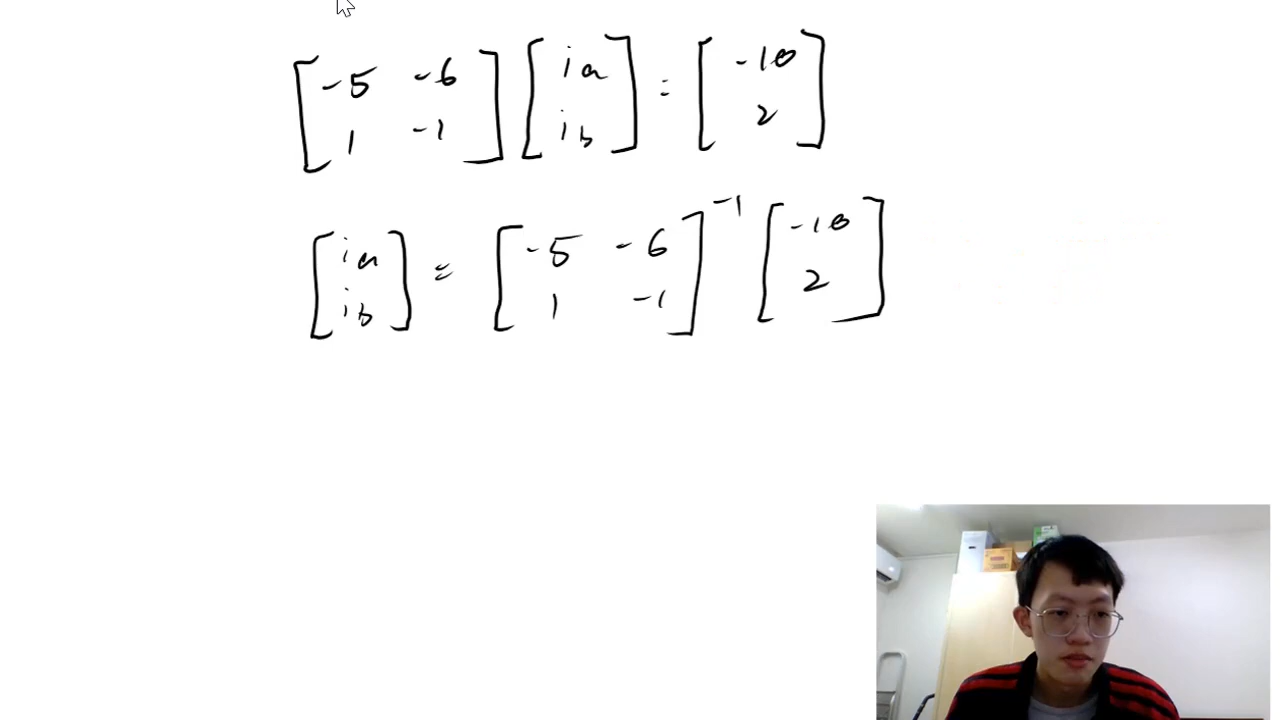 [-5 -6] [ia] = [-10]
[1 -1] [ib] [2]
[ia] = [-5 -6]⁻¹ [-10]
[ib] [1 -1] [2]